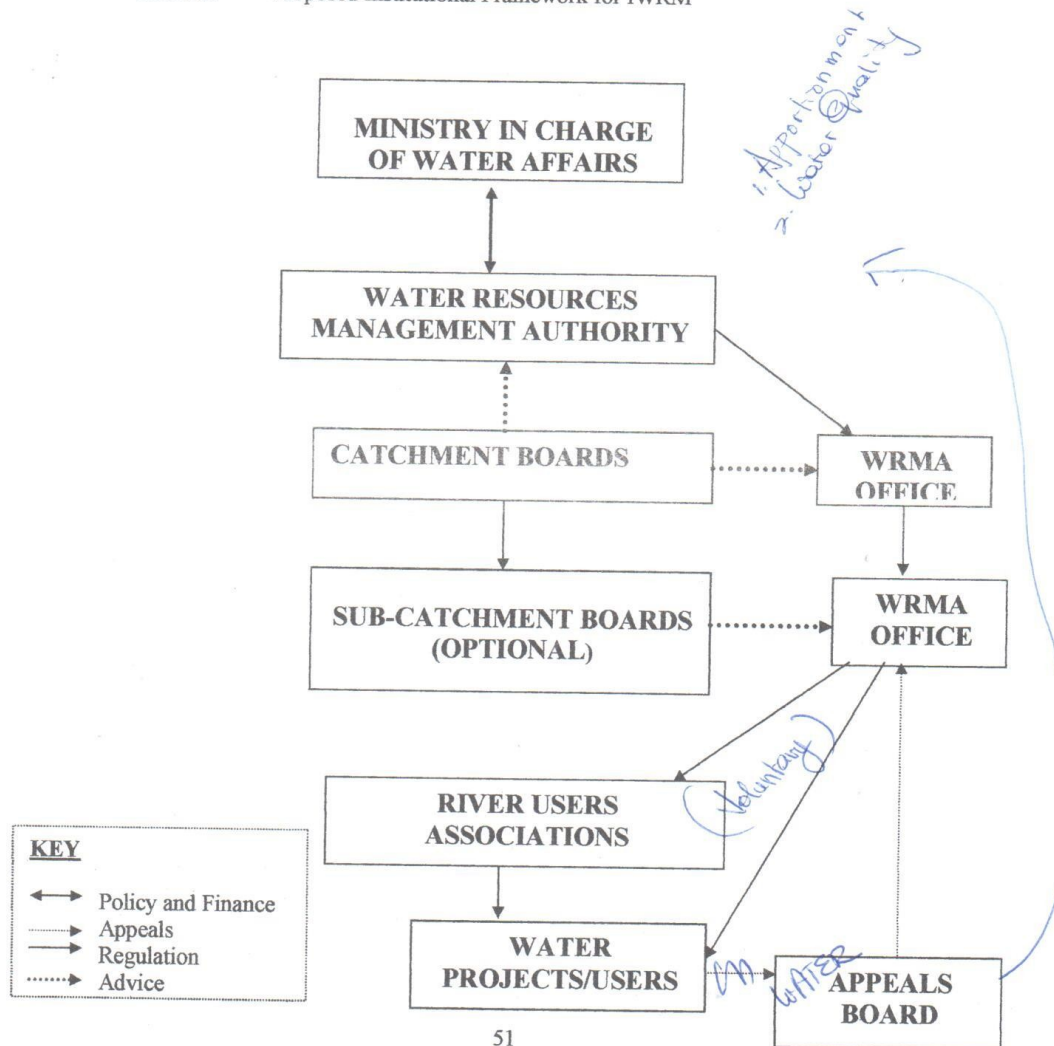 Proposed Institutional Framework for IWRM
1. Apportionment
2. Water Quality
MINISTRY IN CHARGE
OF WATER AFFAIRS
WATER RESOURCES
MANAGEMENT AUTHORITY
CATCHMENT BOARDS
WRMA
OFFICE
SUB-CATCHMENT BOARDS
(OPTIONAL)
WRMA
OFFICE
(Voluntary)
RIVER USERS
ASSOCIATIONS
KEY
Policy and Finance
Appeals
Regulation
Advice
WATER
PROJECTS/USERS
WATER
APPEALS
BOARD
51